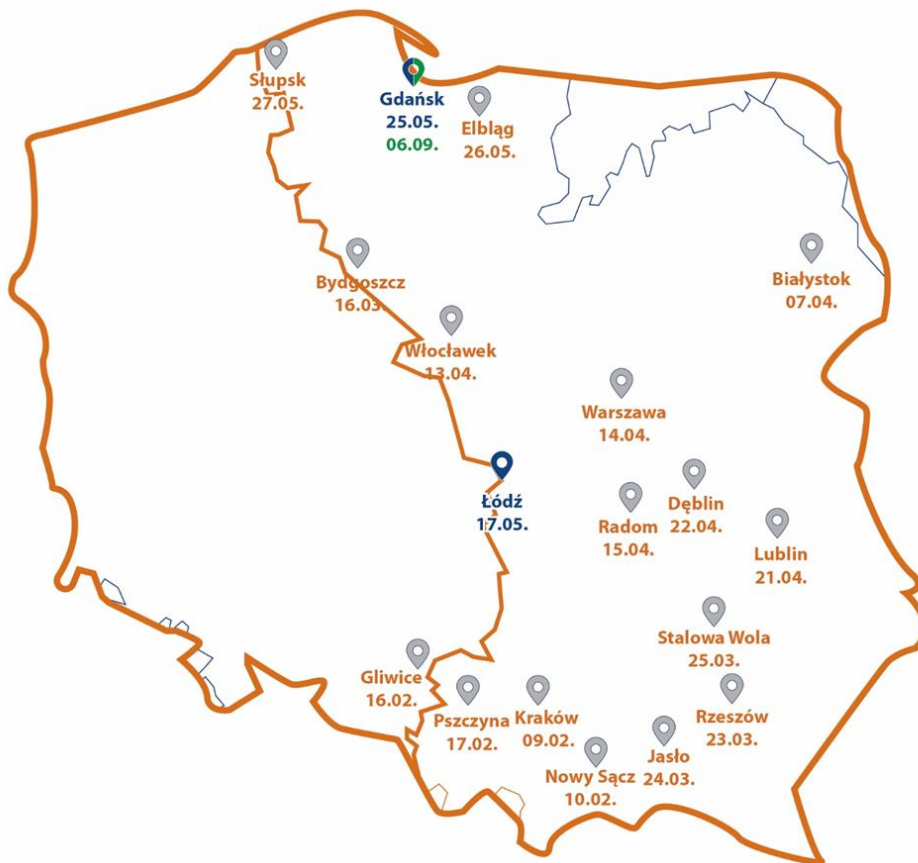 Słupsk
27.05.
Gdańsk
25.05.
06.09.
Elbląg
26.05.
Bydgoszcz
16.03.
Białystok
07.04.
Włocławek
13.04.
Warszawa
14.04.
Łódź
17.05.
Radom
15.04.
Dęblin
22.04.
Lublin
21.04.
Stalowa Wola
25.03.
Gliwice
16.02.
Pszczyna
17.02.
Kraków
09.02.
Nowy Sącz
10.02.
Jasło
24.03.
Rzeszów
23.03.